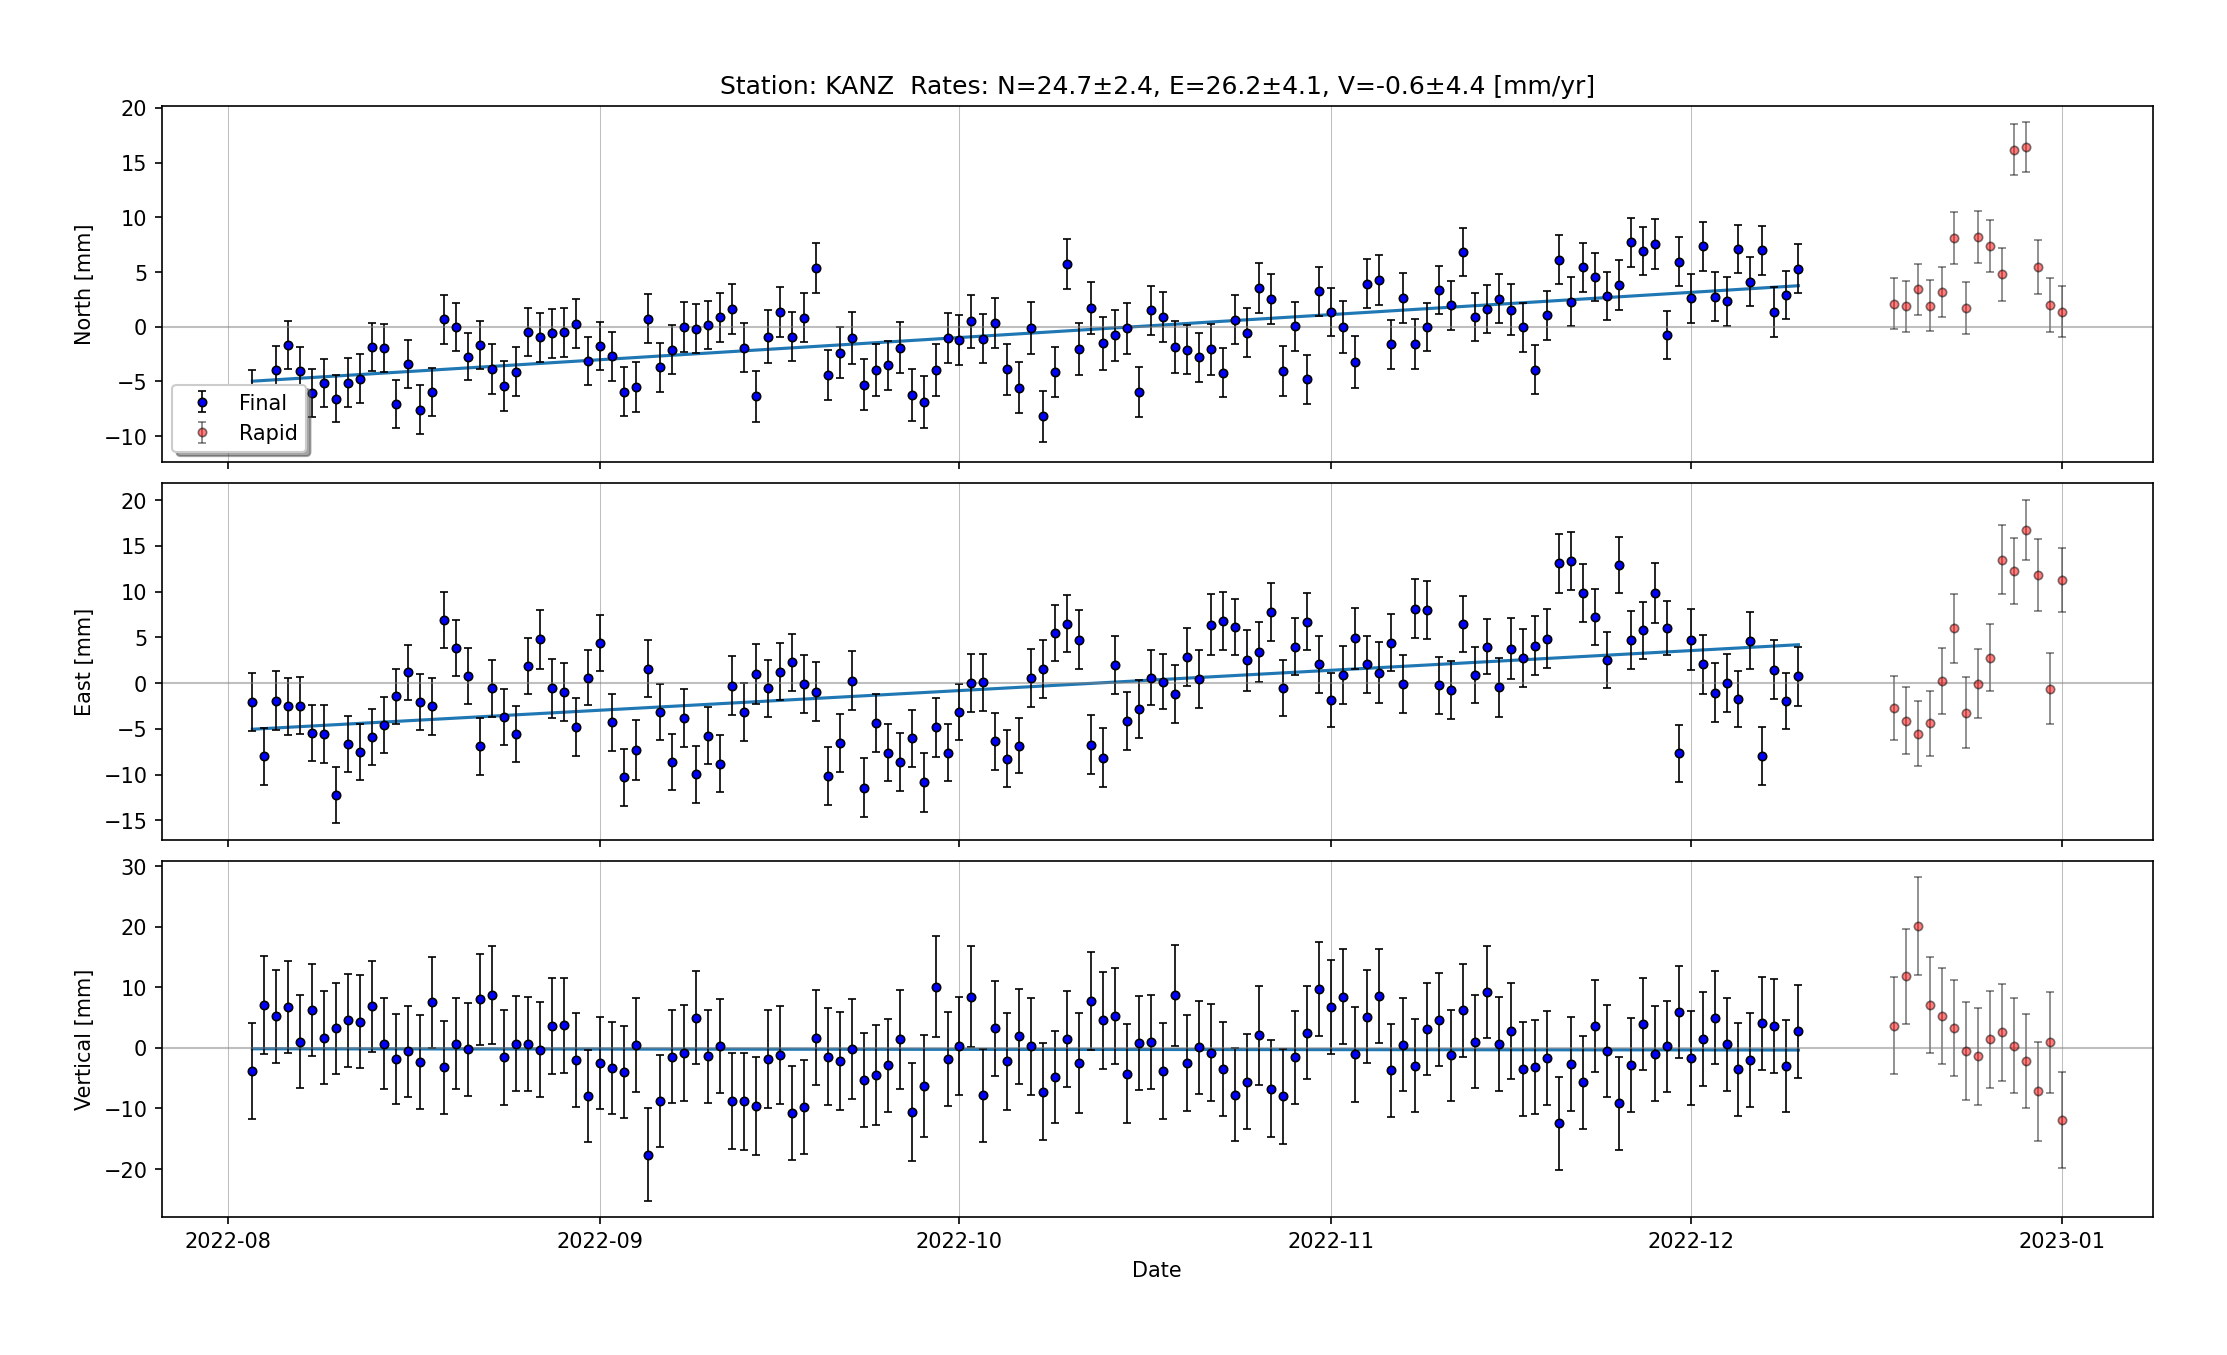 Station: KANZ  Rates: N=24.7±2.4, E=26.2±4.1, V=-0.6±4.4 [mm/yr]
20
15
10
5
0
−5
−10
North [mm]
Final
Rapid
20
15
10
5
0
−5
−10
−15
East [mm]
30
20
10
0
−10
−20
Vertical [mm]
2022-08 2022-09 2022-10 2022-11 2022-12 2023-01
Date